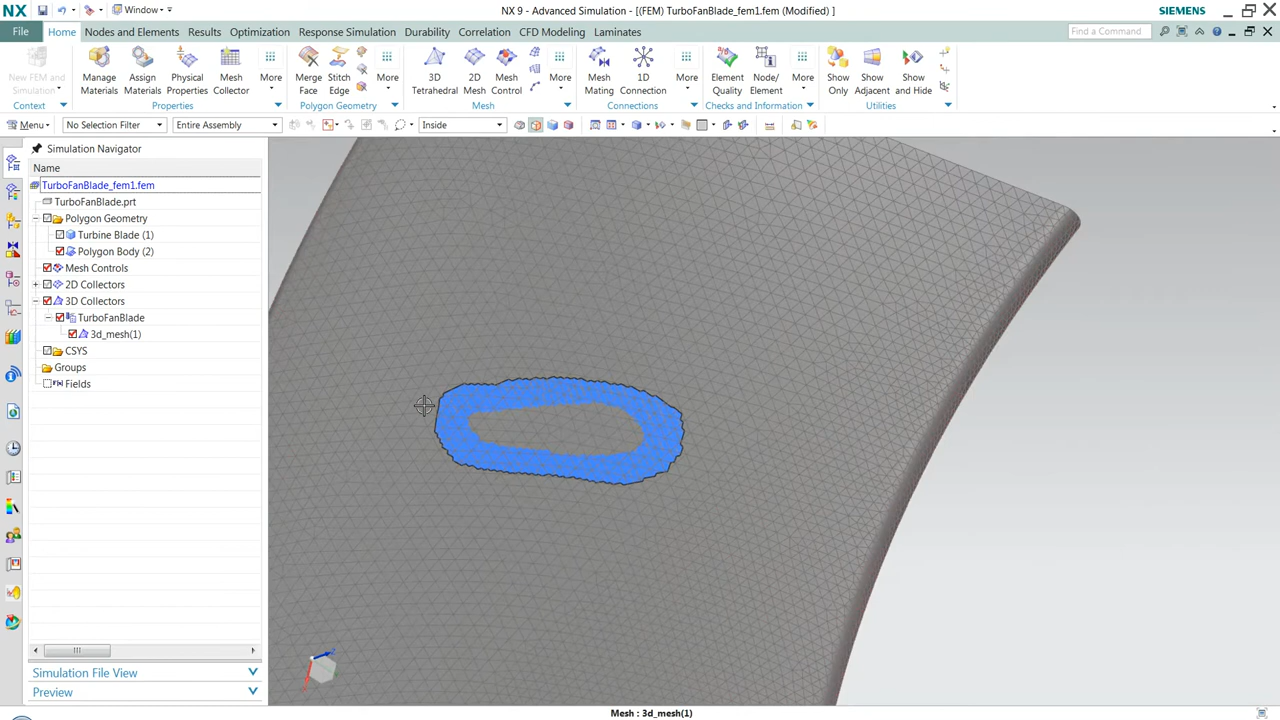 NX
Window
NX 9 - Advanced Simulation - [(FEM) TurboFanBlade_fem1.fem (Modified) ]
SIEMENS
File
Home
Nodes and Elements
Results
Optimization
Response Simulation
Durability
Correlation
CFD Modeling
Laminates
Find a Command
New FEM and Simulation
Manage Materials
Assign Materials
Physical Properties
Mesh Collector
More
Merge Face
Stitch Edge
More
3D Tetrahedral
2D Mesh
Mesh Control
More
Mesh Mating
1D Connection
More
Element Quality
Node/ Element
More
Show Only
Show Adjacent
Show and Hide
Context
Properties
Polygon Geometry
Mesh
Connections
Checks and Information
Utilities
Menu
No Selection Filter
Entire Assembly
Inside
Simulation Navigator
Name
TurboFanBlade_fem1.fem
TurboFanBlade.prt
Polygon Geometry
Turbine Blade (1)
Polygon Body (2)
Mesh Controls
2D Collectors
3D Collectors
TurboFanBlade
3d_mesh(1)
CSYS
Groups
Fields
Simulation File View
Preview
Mesh : 3d_mesh(1)